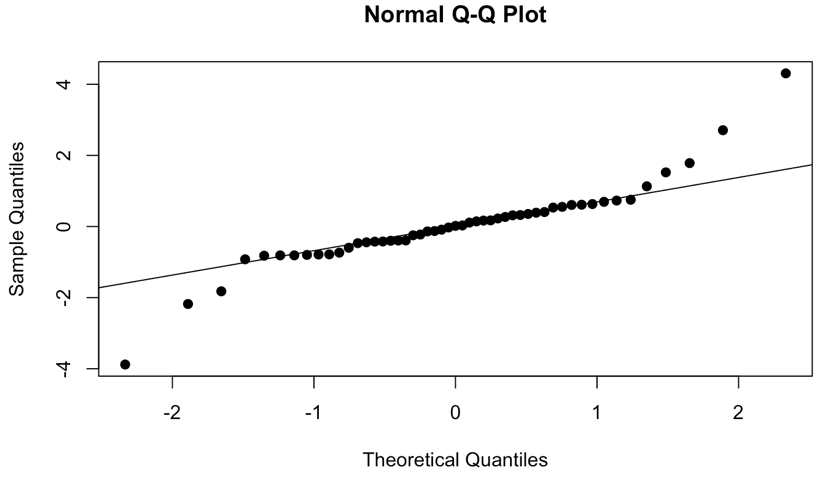 Normal Q-Q Plot
Sample Quantiles
4
2
0
-2
-4
-2 -1 0 1 2
Theoretical Quantiles